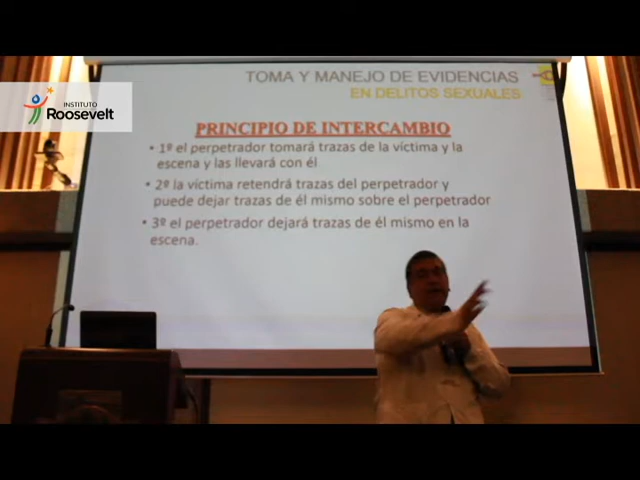 INSTITUTO
Roosevelt
TOMA Y MANEJO DE EVIDENCIAS
EN DELITOS SEXUALES
PRINCIPIO DE INTERCAMBIO
• 1º el perpetrador tomará trazas de la víctima y la
escena y las llevará con él
• 2º la víctima retendrá trazas del perpetrador y
puede dejar trazas de él mismo sobre el perpetrador
• 3º el perpetrador dejará trazas de él mismo en la
escena.